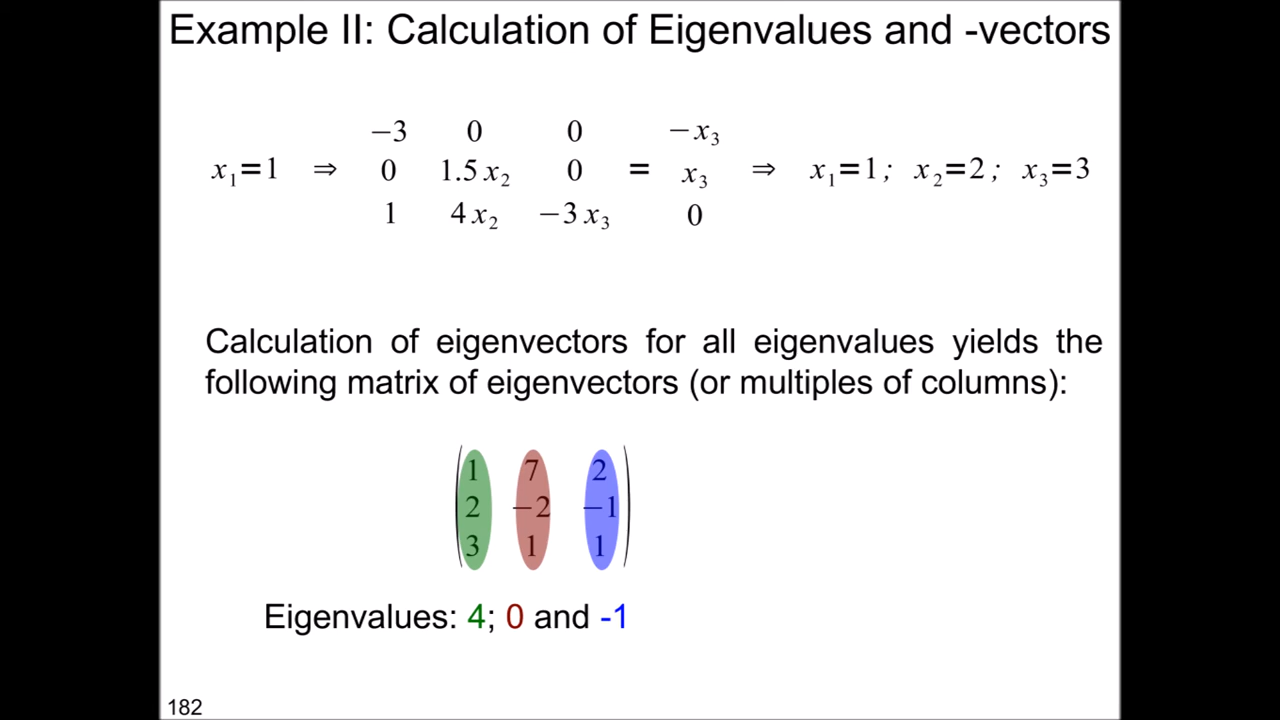 Example II: Calculation of Eigenvalues and -vectors
−3 0 0 −x₃
x₁=1 ⇒ 0 1.5x₂ 0 = x₃ ⇒ x₁=1; x₂=2; x₃=3
1 4x₂ −3x₃ 0
Calculation of eigenvectors for all eigenvalues yields the
following matrix of eigenvectors (or multiples of columns):
1 7 2
2 −2 −1
3 1 1
Eigenvalues: 4; 0 and -1
182